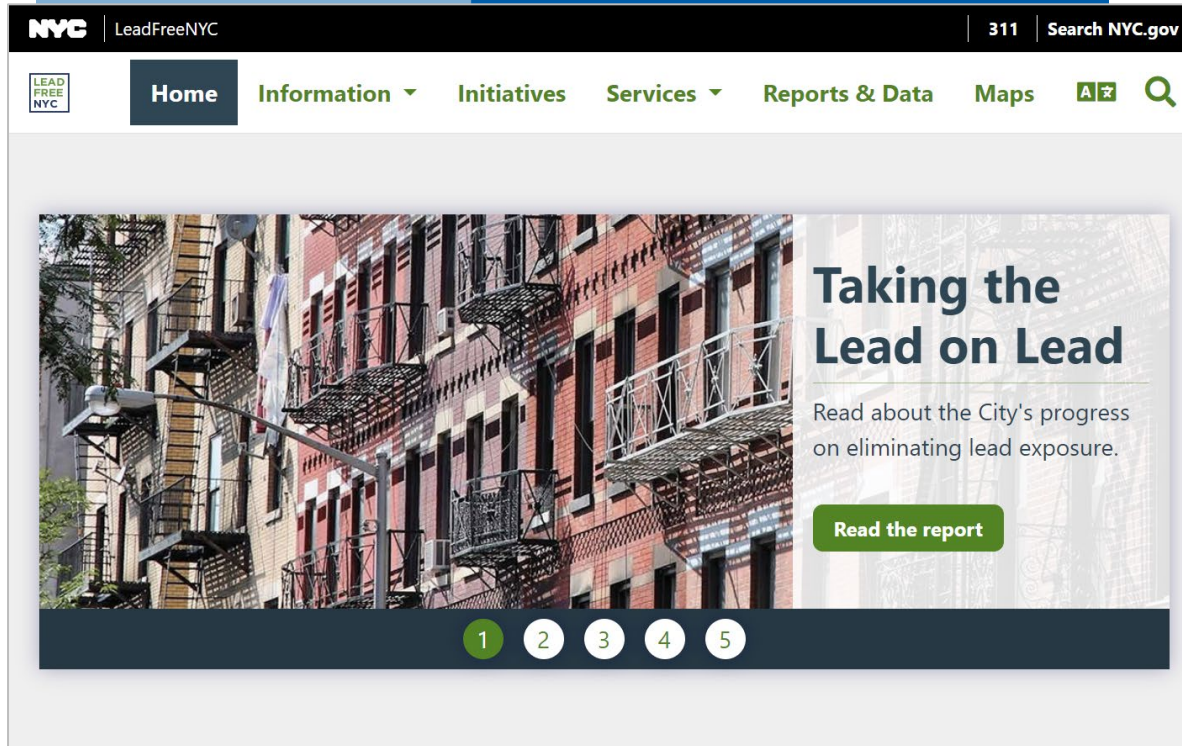 NYC LeadFreeNYC 311 Search NYC.gov
LEAD
FREE
NYC
Home Information Initiatives Services Reports & Data Maps A
Taking the
Lead on Lead
Read about the City's progress
on eliminating lead exposure.
Read the report
1 2 3 4 5